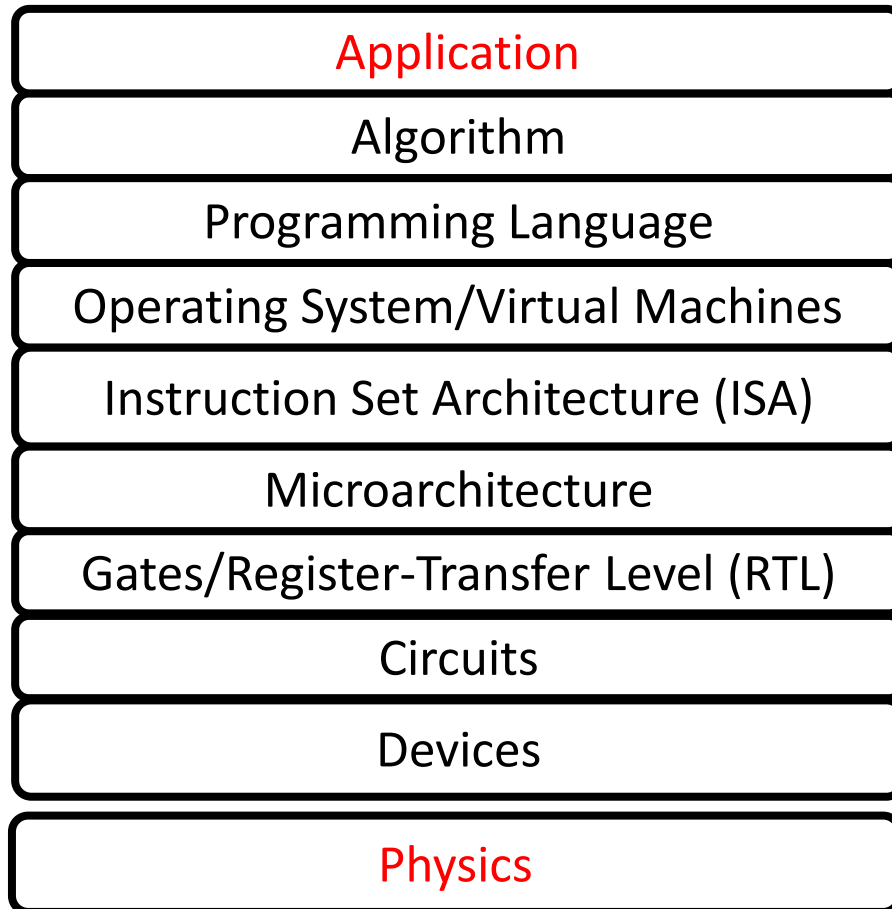 Application
Algorithm
Programming Language
Operating System/Virtual Machines
Instruction Set Architecture (ISA)
Microarchitecture
Gates/Register-Transfer Level (RTL)
Circuits
Devices
Physics